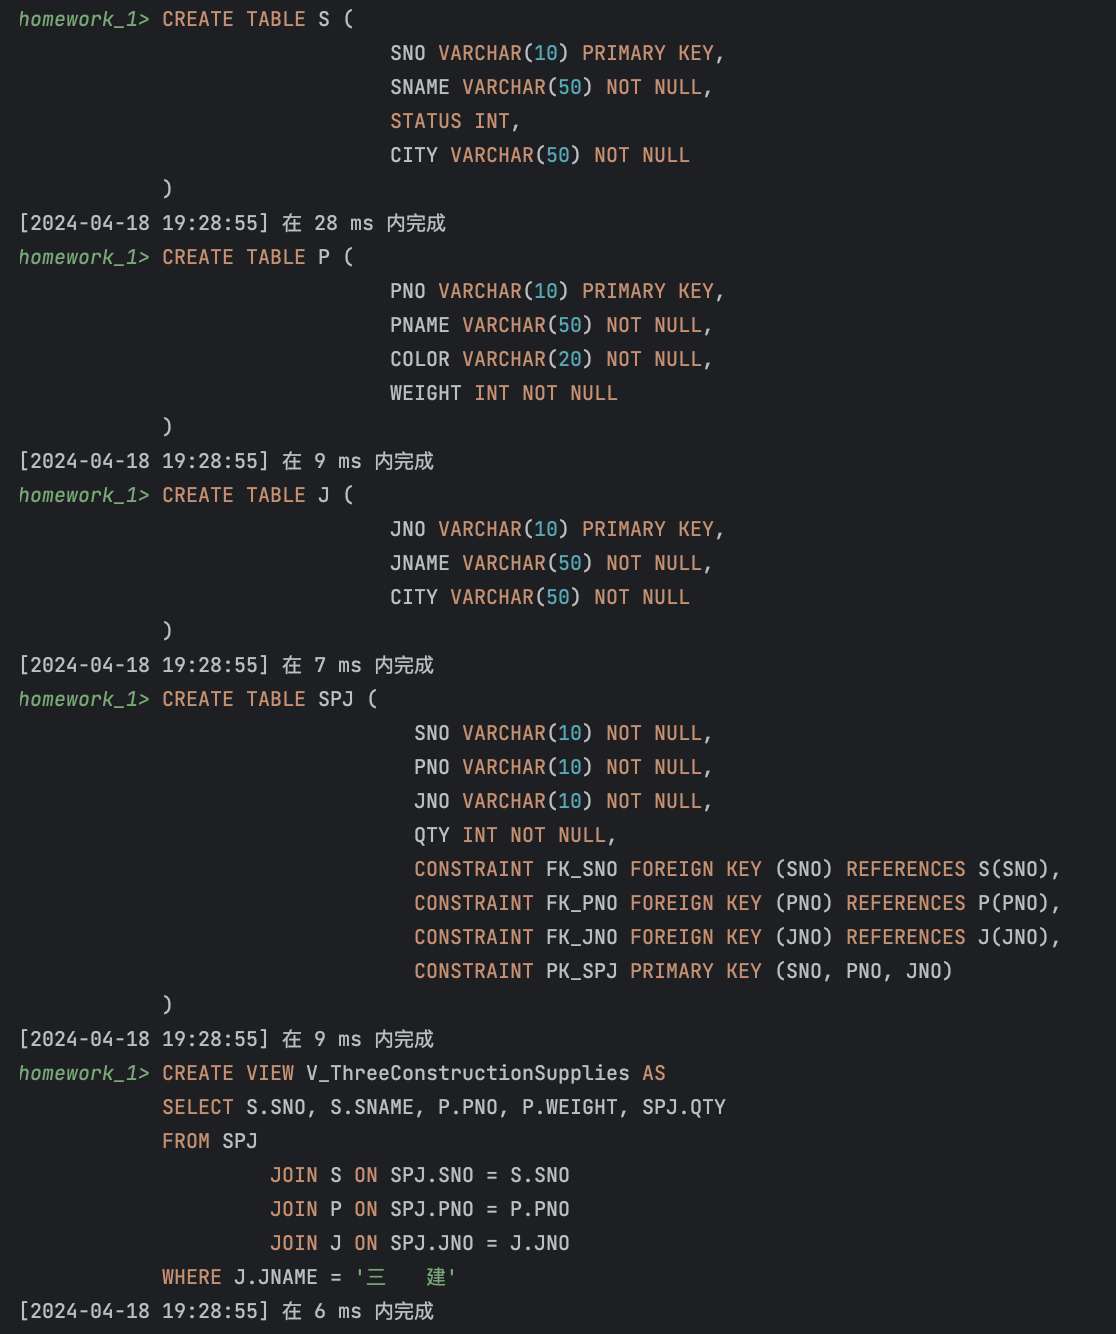 homework_1> CREATE TABLE S (
SNO VARCHAR(10) PRIMARY KEY,
SNAME VARCHAR(50) NOT NULL,
STATUS INT,
CITY VARCHAR(50) NOT NULL
)
[2024-04-18 19:28:55] 在 28 ms 内完成
homework_1> CREATE TABLE P (
PNO VARCHAR(10) PRIMARY KEY,
PNAME VARCHAR(50) NOT NULL,
COLOR VARCHAR(20) NOT NULL,
WEIGHT INT NOT NULL
)
[2024-04-18 19:28:55] 在 9 ms 内完成
homework_1> CREATE TABLE J (
JNO VARCHAR(10) PRIMARY KEY,
JNAME VARCHAR(50) NOT NULL,
CITY VARCHAR(50) NOT NULL
)
[2024-04-18 19:28:55] 在 7 ms 内完成
homework_1> CREATE TABLE SPJ (
SNO VARCHAR(10) NOT NULL,
PNO VARCHAR(10) NOT NULL,
JNO VARCHAR(10) NOT NULL,
QTY INT NOT NULL,
CONSTRAINT FK_SNO FOREIGN KEY (SNO) REFERENCES S(SNO),
CONSTRAINT FK_PNO FOREIGN KEY (PNO) REFERENCES P(PNO),
CONSTRAINT FK_JNO FOREIGN KEY (JNO) REFERENCES J(JNO),
CONSTRAINT PK_SPJ PRIMARY KEY (SNO, PNO, JNO)
)
[2024-04-18 19:28:55] 在 9 ms 内完成
homework_1> CREATE VIEW V_ThreeConstructionSupplies AS
SELECT S.SNO, S.SNAME, P.PNO, P.WEIGHT, SPJ.QTY
FROM SPJ
JOIN S ON SPJ.SNO = S.SNO
JOIN P ON SPJ.PNO = P.PNO
JOIN J ON SPJ.JNO = J.JNO
WHERE J.JNAME = '三　　建'
[2024-04-18 19:28:55] 在 6 ms 内完成